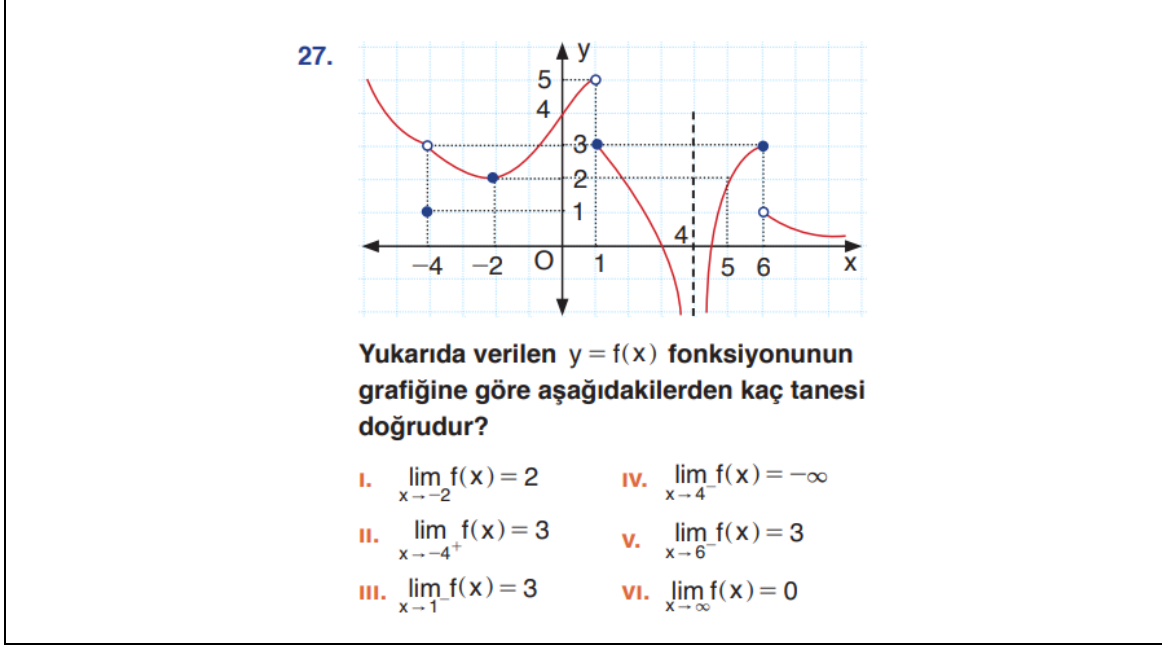 27.
y
5
4
3
2
1
4
−4 −2 O 1 5 6 x
Yukarıda verilen y = f(x) fonksiyonunun
grafiğine göre aşağıdakilerden kaç tanesi
doğrudur?
I. lim f(x) = 2
x→−2⁻
II. lim f(x) = 3
x→−4⁺
III. lim f(x) = 3
x→1⁻
IV. lim f(x) = −∞
x→4⁻
V. lim f(x) = 3
x→6⁻
VI. lim f(x) = 0
x→∞